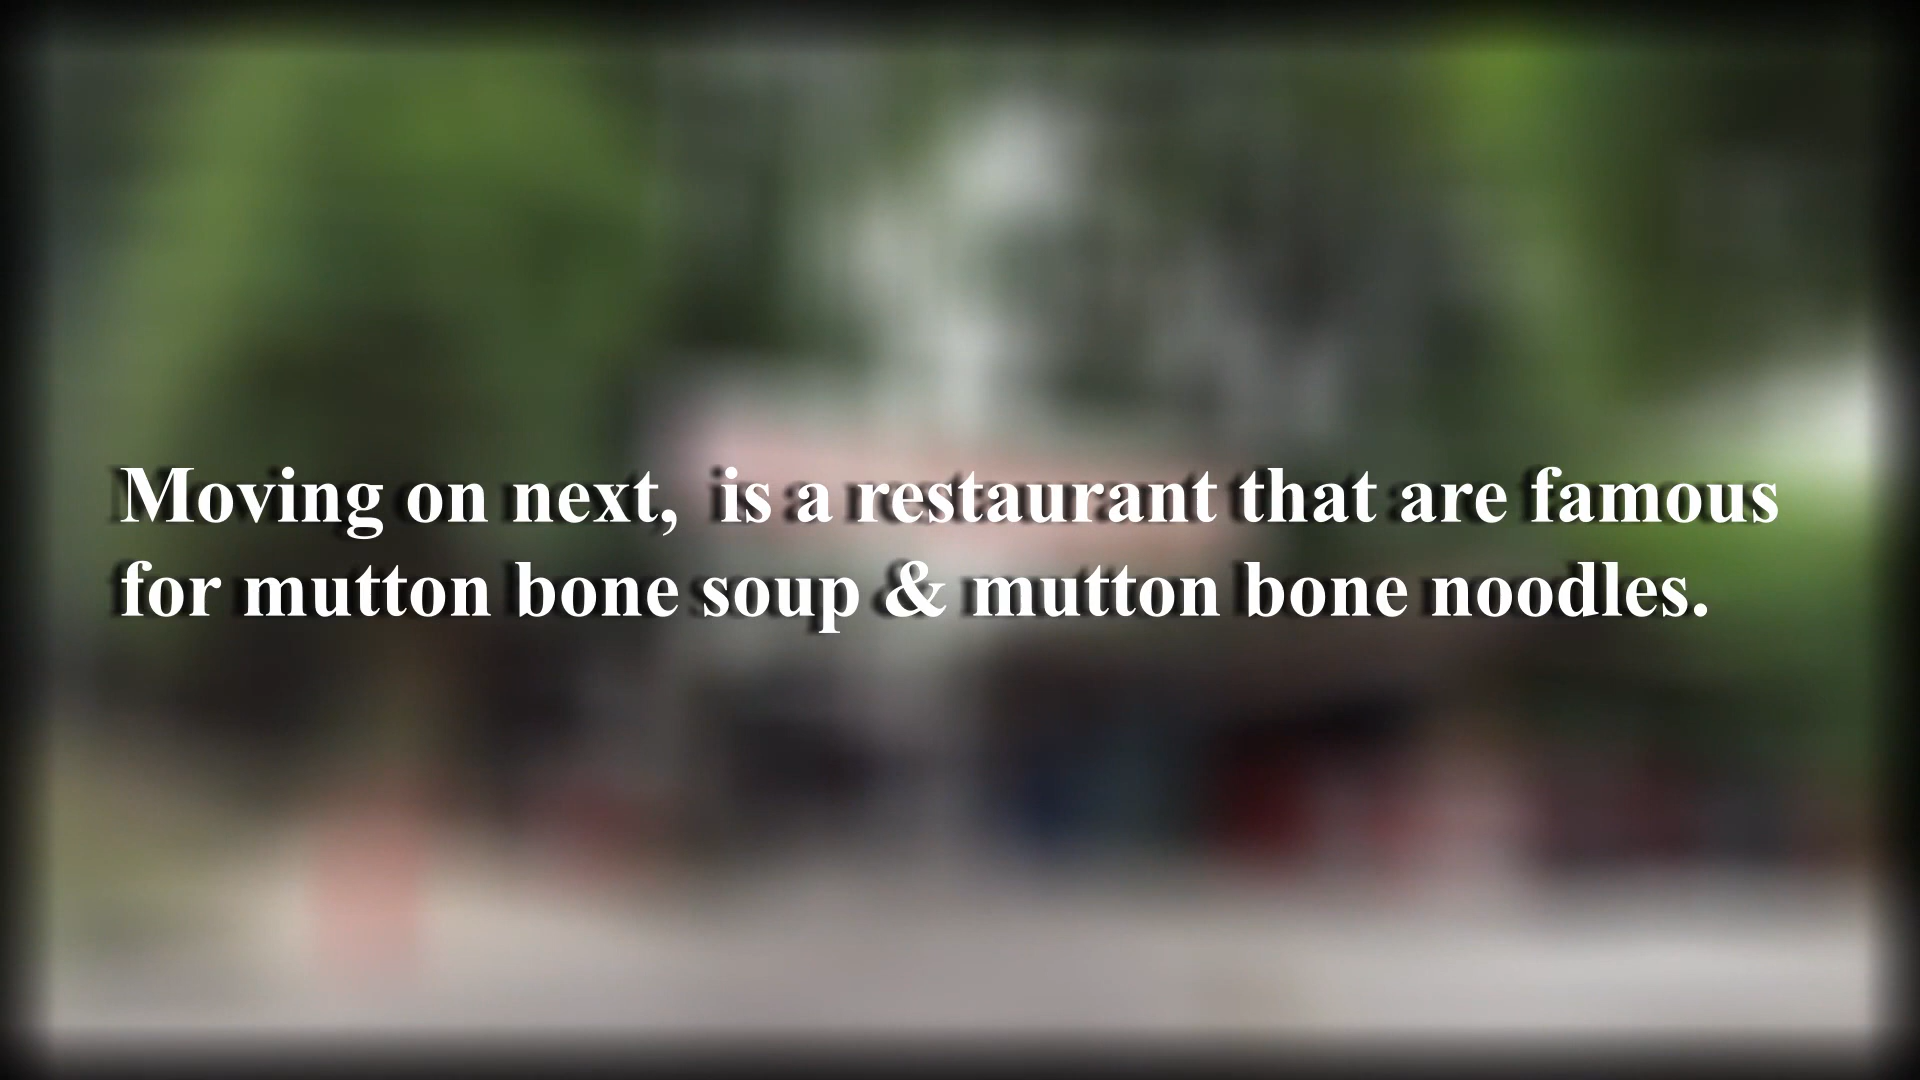 Moving on next,  is a restaurant that are famous
for mutton bone soup & mutton bone noodles.